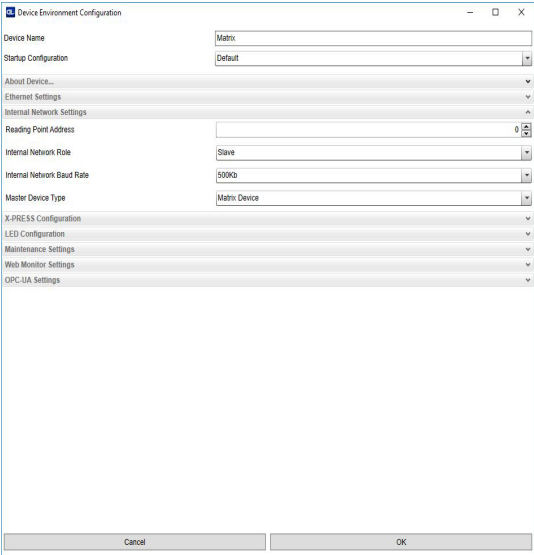 DL Device Environment Configuration
Device Name Matrix
Startup Configuration Default
About Device...
Ethernet Settings
Internal Network Settings
Reading Point Address 0
Internal Network Role Slave
Internal Network Baud Rate 500Kb
Master Device Type Matrix Device
X-PRESS Configuration
LED Configuration
Maintenance Settings
Web Monitor Settings
OPC-UA Settings
Cancel OK